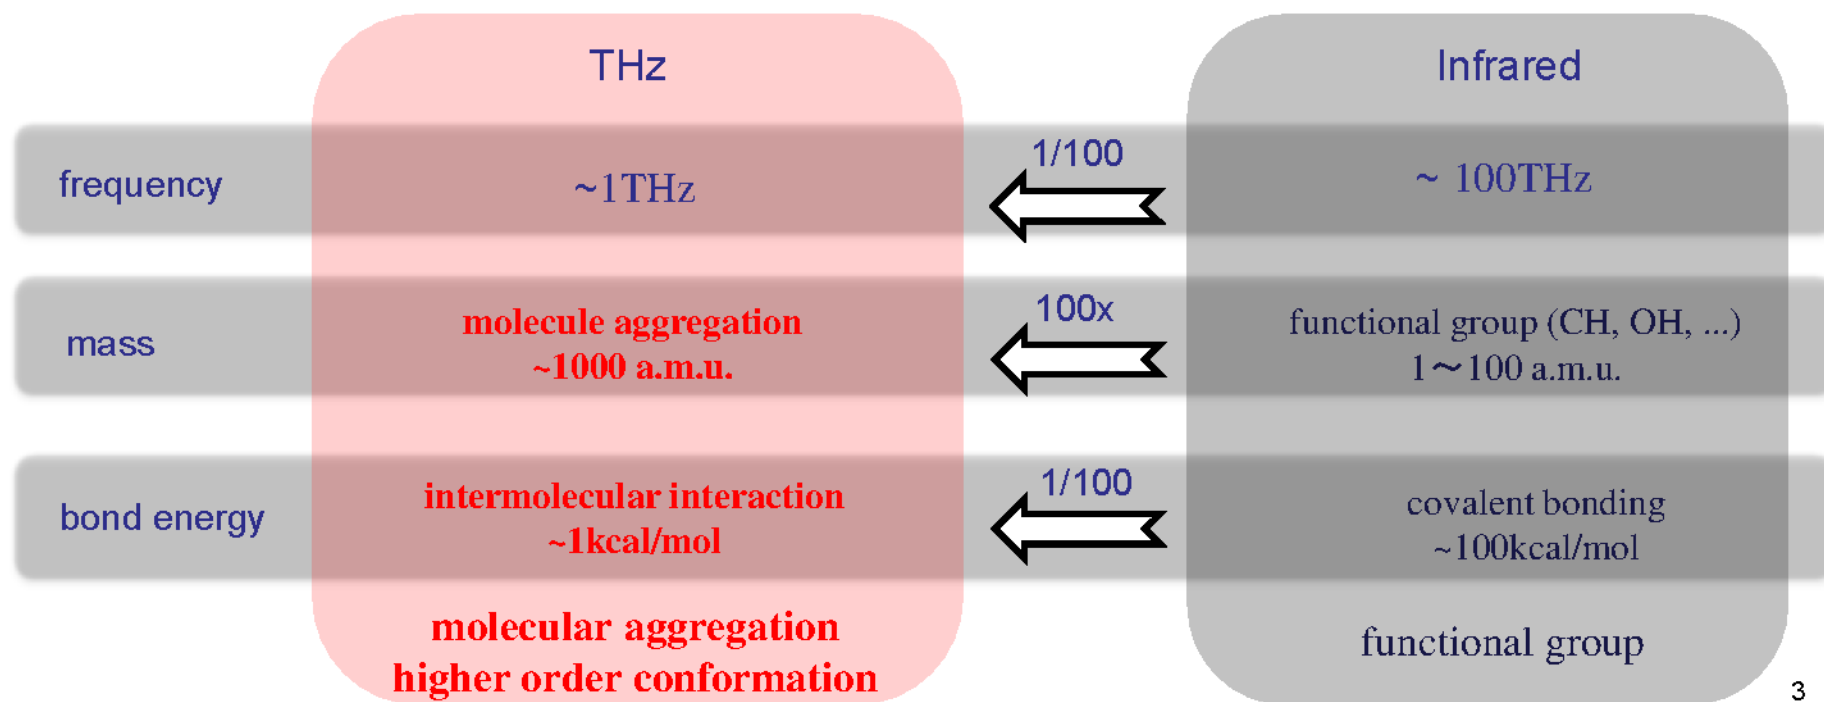 THz
Infrared
frequency
~1THz
1/100
~ 100THz
mass
molecule aggregation
~1000 a.m.u.
100x
functional group (CH, OH, ...)
1～100 a.m.u.
bond energy
intermolecular interaction
~1kcal/mol
1/100
covalent bonding
~100kcal/mol
molecular aggregation
higher order conformation
functional group
3